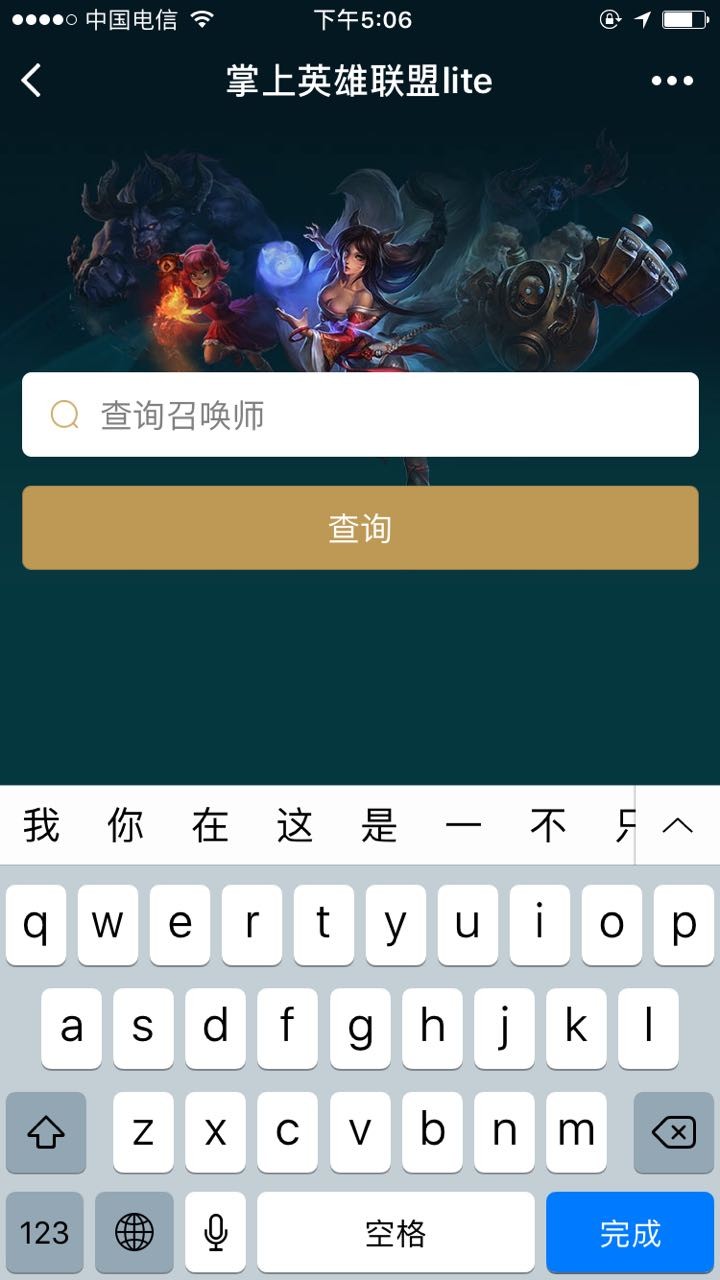 中国电信 下午5:06
掌上英雄联盟lite
查询召唤师
查询
我 你 在 这 是 一 不 只
q w e r t y u i o p
a s d f g h j k l
z x c v b n m
123 空格 完成